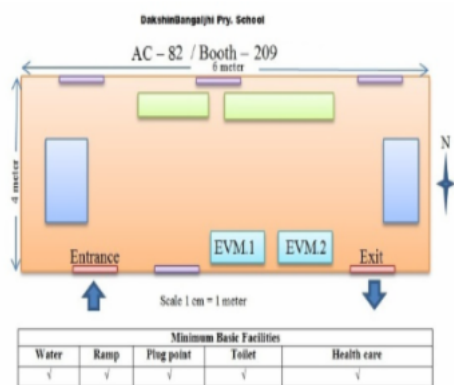 DakshinBangaljhi Pry. School
AC – 82 / Booth – 209
6 meter
4 meter
N
EVM.1
EVM.2
Entrance
Exit
Scale 1 cm = 1 meter
Minimum Basic Facilities
Water Ramp Plug point Toilet Health care
√ √ √ √ √